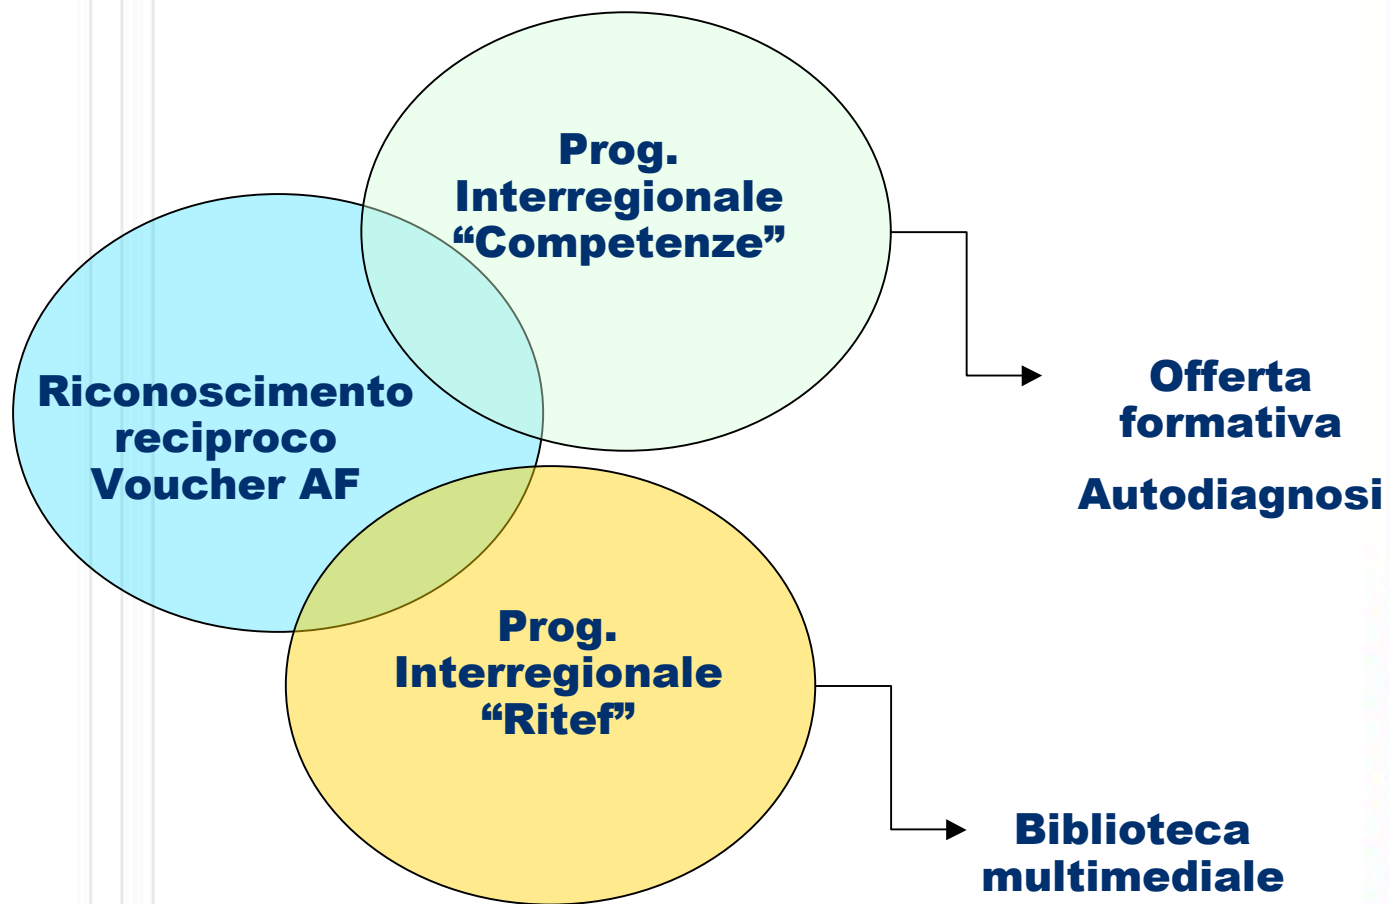 Prog.
Interregionale
“Competenze”
Riconoscimento
reciproco
Voucher AF
Offerta
formativa
Autodiagnosi
Prog.
Interregionale
“Ritef”
Biblioteca
multimediale